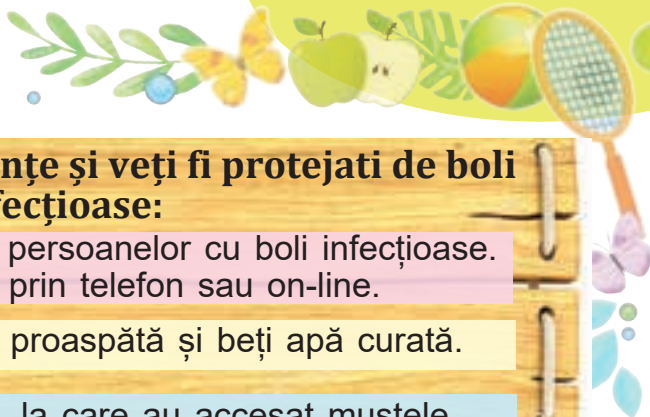 nțe și veți fi protejati de boli
fecțioase:
persoanelor cu boli infecțioase.
prin telefon sau on-line.
proaspătă și beți apă curată.
la care au accesat muștele